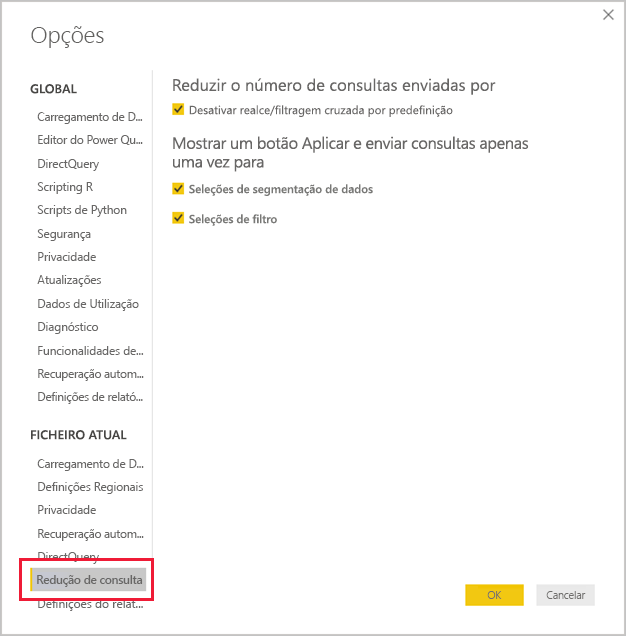 Opções
GLOBAL
Carregamento de D...
Editor do Power Qu...
DirectQuery
Scripting R
Scripts de Python
Segurança
Privacidade
Atualizações
Dados de Utilização
Diagnóstico
Funcionalidades de...
Recuperação autom...
Definições de relató...
FICHEIRO ATUAL
Carregamento de D...
Definições Regionais
Privacidade
Recuperação autom...
DirectQuery
Redução de consulta
Definições do relat...
Reduzir o número de consultas enviadas por
Desativar realce/filtragem cruzada por predefinição
Mostrar um botão Aplicar e enviar consultas apenas
uma vez para
Seleções de segmentação de dados
Seleções de filtro
OK
Cancelar